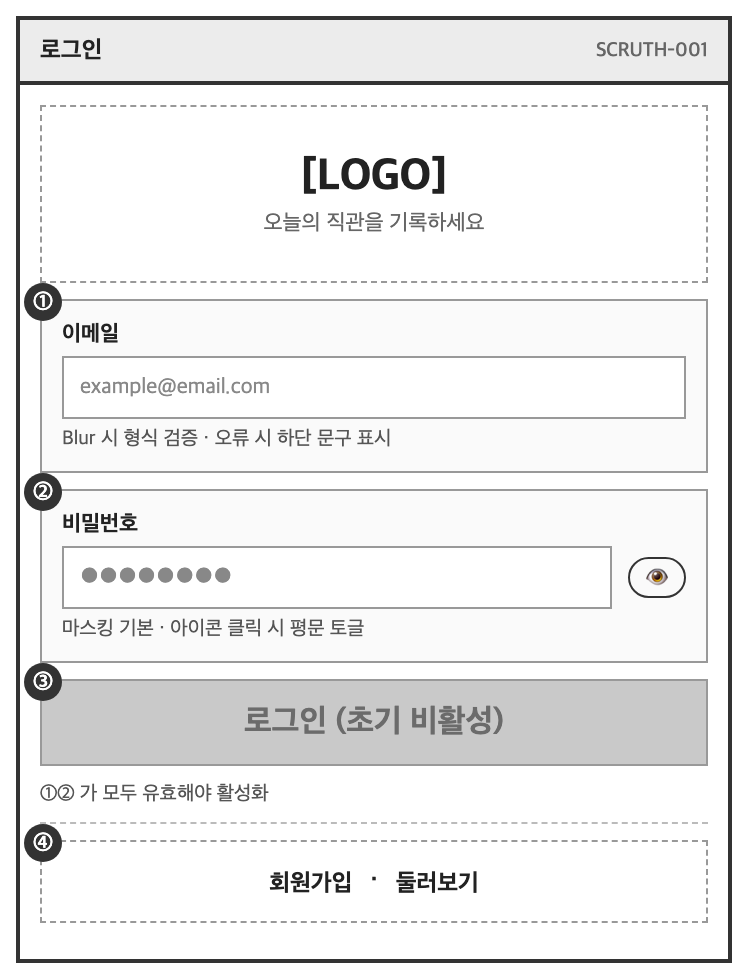 로그인
SCRUTH-001
[LOGO]
오늘의 직관을 기록하세요
①
이메일
example@email.com
Blur 시 형식 검증 · 오류 시 하단 문구 표시
②
비밀번호
●●●●●●●●
마스킹 기본 · 아이콘 클릭 시 평문 토글
③
로그인 (초기 비활성)
①② 가 모두 유효해야 활성화
④
회원가입 · 둘러보기